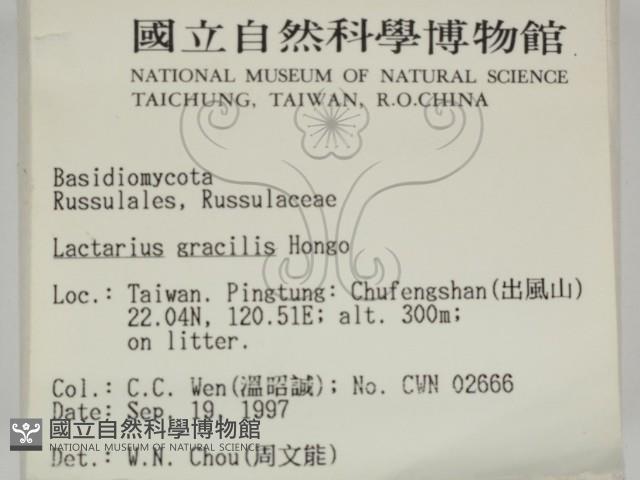 國立自然科學博物館
NATIONAL MUSEUM OF NATURAL SCIENCE
TAICHUNG, TAIWAN, R.O.CHINA
Basidiomycota
Russulales, Russulaceae
Lactarius gracilis Hongo
Loc.: Taiwan. Pingtung: Chufengshan(出風山)
22.04N, 120.51E; alt. 300m;
on litter.
Col.: C.C. Wen(溫昭誠); No. CWN 02666
Date: Sep. 19, 1997
國立自然科學博物館
NATIONAL MUSEUM OF NATURAL SCIENCE
Det.: W.N. Chou(周文能)